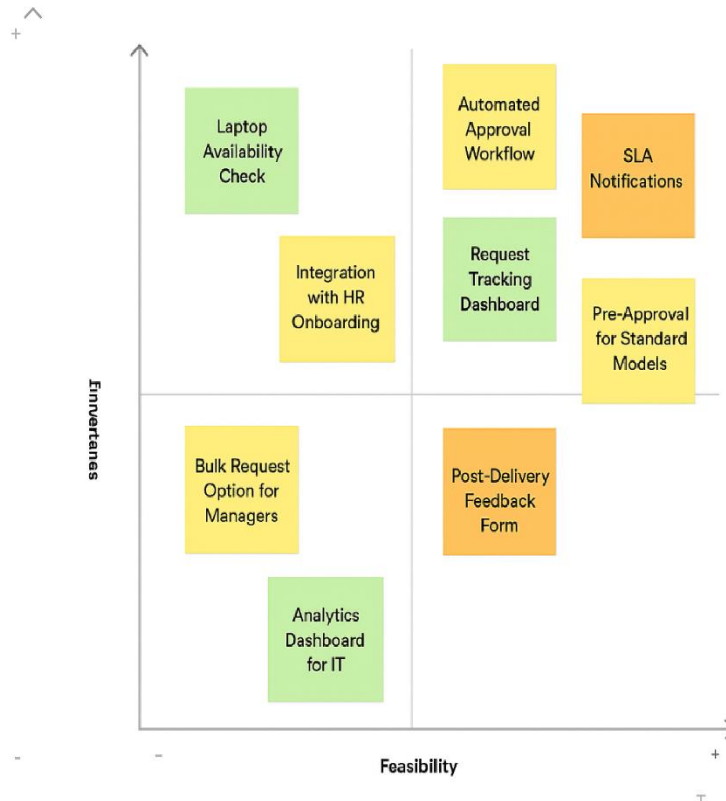 +
Automated
Approval
Workflow
Laptop
Availability
Check
SLA
Notifications
Integration
with HR
Onboarding
Request
Tracking
Dashboard
Pre-Approval
for Standard
Models
Bulk Request
Option for
Managers
Post-Delivery
Feedback
Form
Analytics
Dashboard
for IT
-
-
+
Feasibility